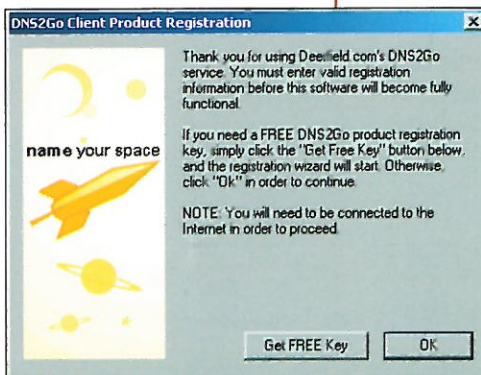 DNS2Go Client Product Registration
Thank you for using Deerfield.com's DNS2Go
service. You must enter valid registration
information before this software will become fully
functional.
If you need a FREE DNS2Go product registration
key, simply click the "Get Free Key" button below,
and the registration wizard will start. Otherwise,
click "Ok" in order to continue.
NOTE: You will need to be connected to the
Internet in order to proceed.
name your space
Get FREE Key
OK